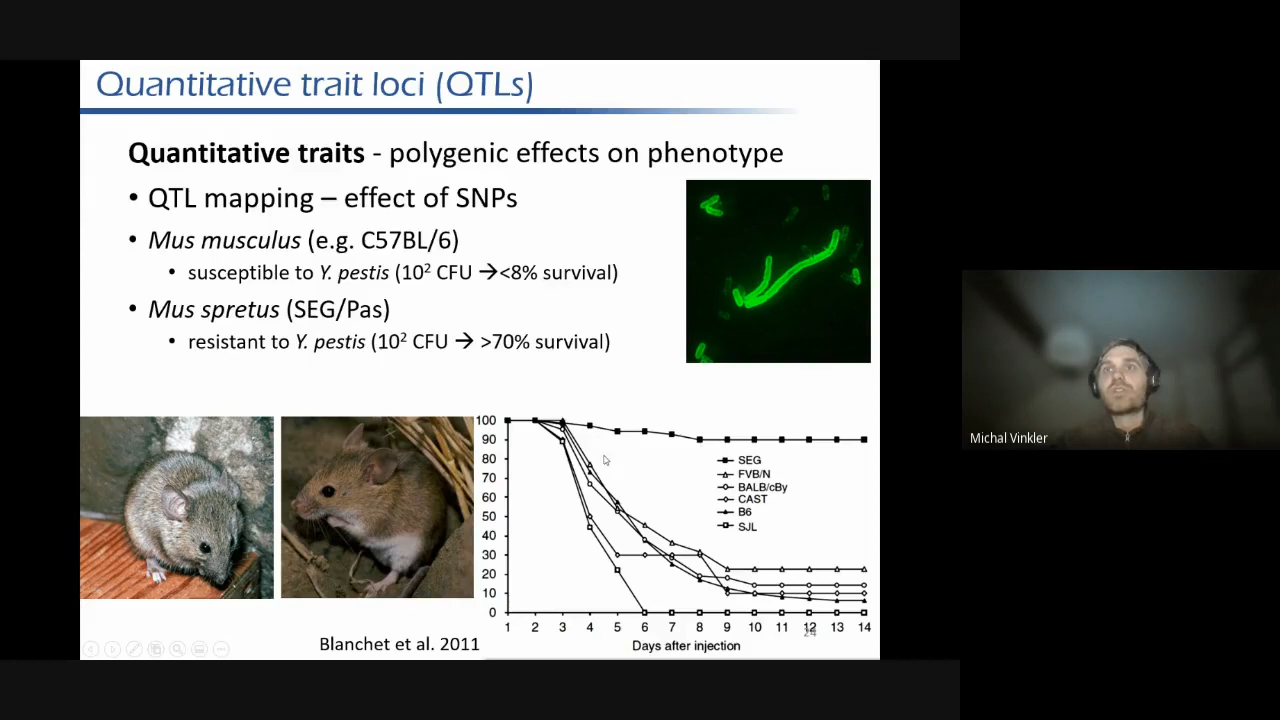 Quantitative trait loci (QTLs)
Quantitative traits - polygenic effects on phenotype
• QTL mapping – effect of SNPs
• Mus musculus (e.g. C57BL/6)
• susceptible to Y. pestis (10² CFU →<8% survival)
• Mus spretus (SEG/Pas)
• resistant to Y. pestis (10² CFU → >70% survival)
100
90
80
70
60
50
40
30
20
10
0
SEG
FVB/N
BALB/cBy
CAST
B6
SJL
1 2 3 4 5 6 7 8 9 10 11 12 13 14
24
Days after injection
Blanchet et al. 2011
Michal Vinkler